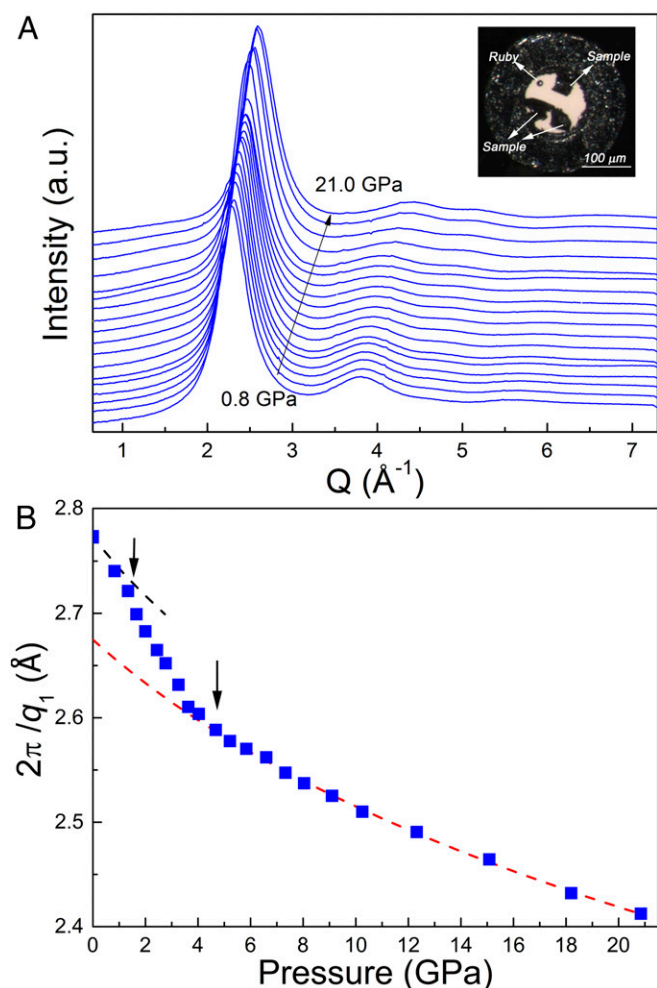 A
Intensity (a.u.)
Ruby
Sample
Sample
100 μm
21.0 GPa
0.8 GPa
1 2 3 4 5 6 7
Q (Å⁻¹)
B
2π/q₁ (Å)
2.8
2.7
2.6
2.5
2.4
0 2 4 6 8 10 12 14 16 18 20
Pressure (GPa)